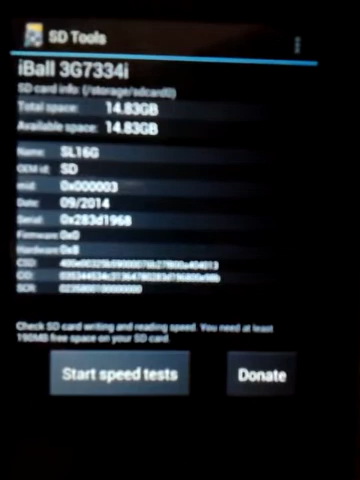 SD Tools
iBall 3G7334i
SD card info: (/storage/sdcard0)
Total space: 14.83GB
Available space: 14.83GB
Name: SL16G
OEM id: SD
mid: 0x000003
Date: 09/2014
Serial: 0x283d1968
Firmware: 0x0
Hardware: 0x8
CSD:
CID:
SCR:
Check SD card writing and reading speed. You need at least
190MB free space on your SD card.
Start speed tests
Donate